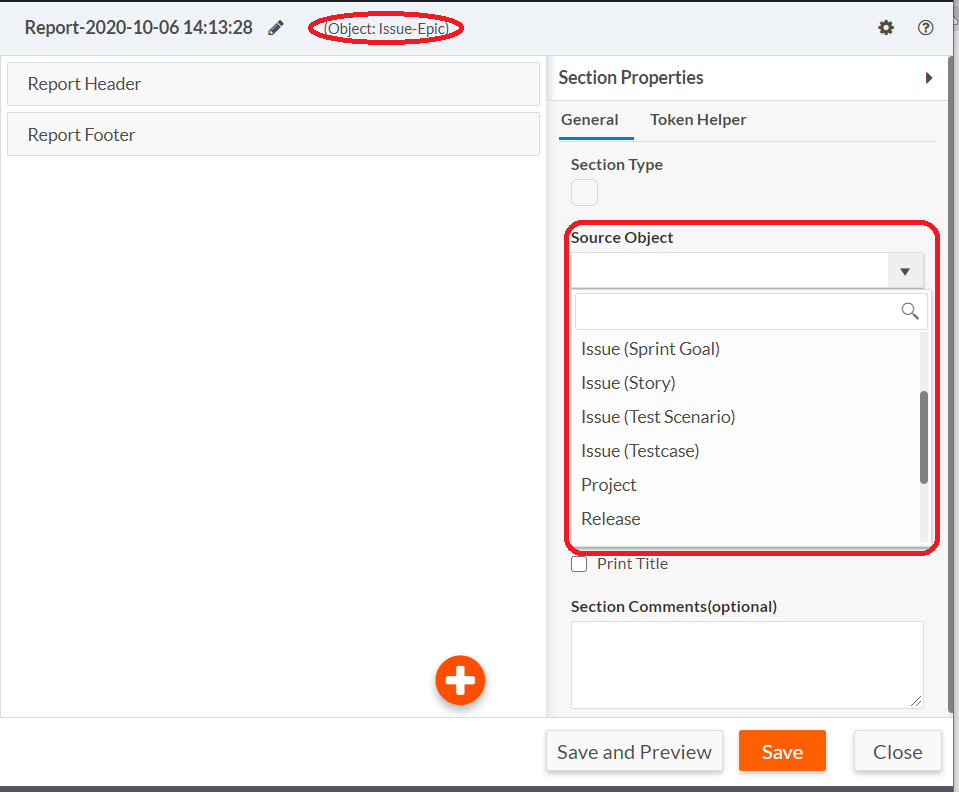 Report-2020-10-06 14:13:28 (Object: Issue-Epic)
Report Header
Report Footer
Section Properties
General Token Helper
Section Type
Source Object
Issue (Sprint Goal)
Issue (Story)
Issue (Test Scenario)
Issue (Testcase)
Project
Release
Print Title
Section Comments(optional)
Save and Preview Save Close